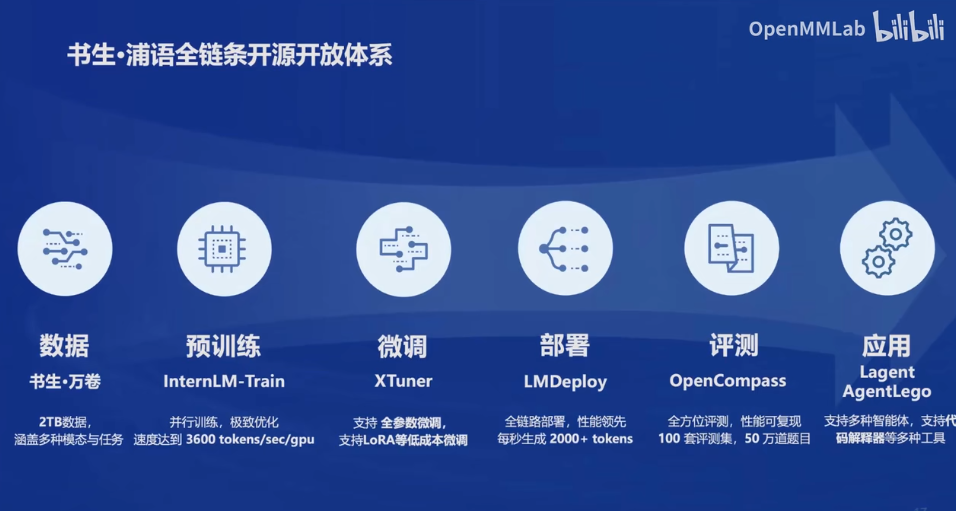 OpenMMLab bilibili
书生·浦语全链条开源开放体系
数据
书生·万卷
2TB数据，
涵盖多种模态与任务
预训练
InternLM-Train
并行训练，极致优化
速度达到 3600 tokens/sec/gpu
微调
XTuner
支持 全参数微调，
支持LoRA等低成本微调
部署
LMDeploy
全链路部署，性能领先
每秒生成 2000+ tokens
评测
OpenCompass
全方位评测，性能可复现
100 套评测集，50 万道题目
应用
Lagent
AgentLego
支持多种智能体，支持代
码解释器等多种工具